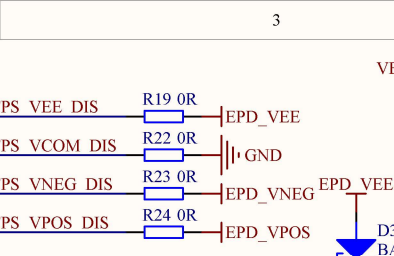 3
VE
R19 0R
PS_VEE_DIS
EPD_VEE
R22 0R
PS_VCOM_DIS
GND
R23 0R
PS_VNEG_DIS
EPD_VNEG
EPD_VEE
R24 0R
PS_VPOS_DIS
EPD_VPOS
D3
BA